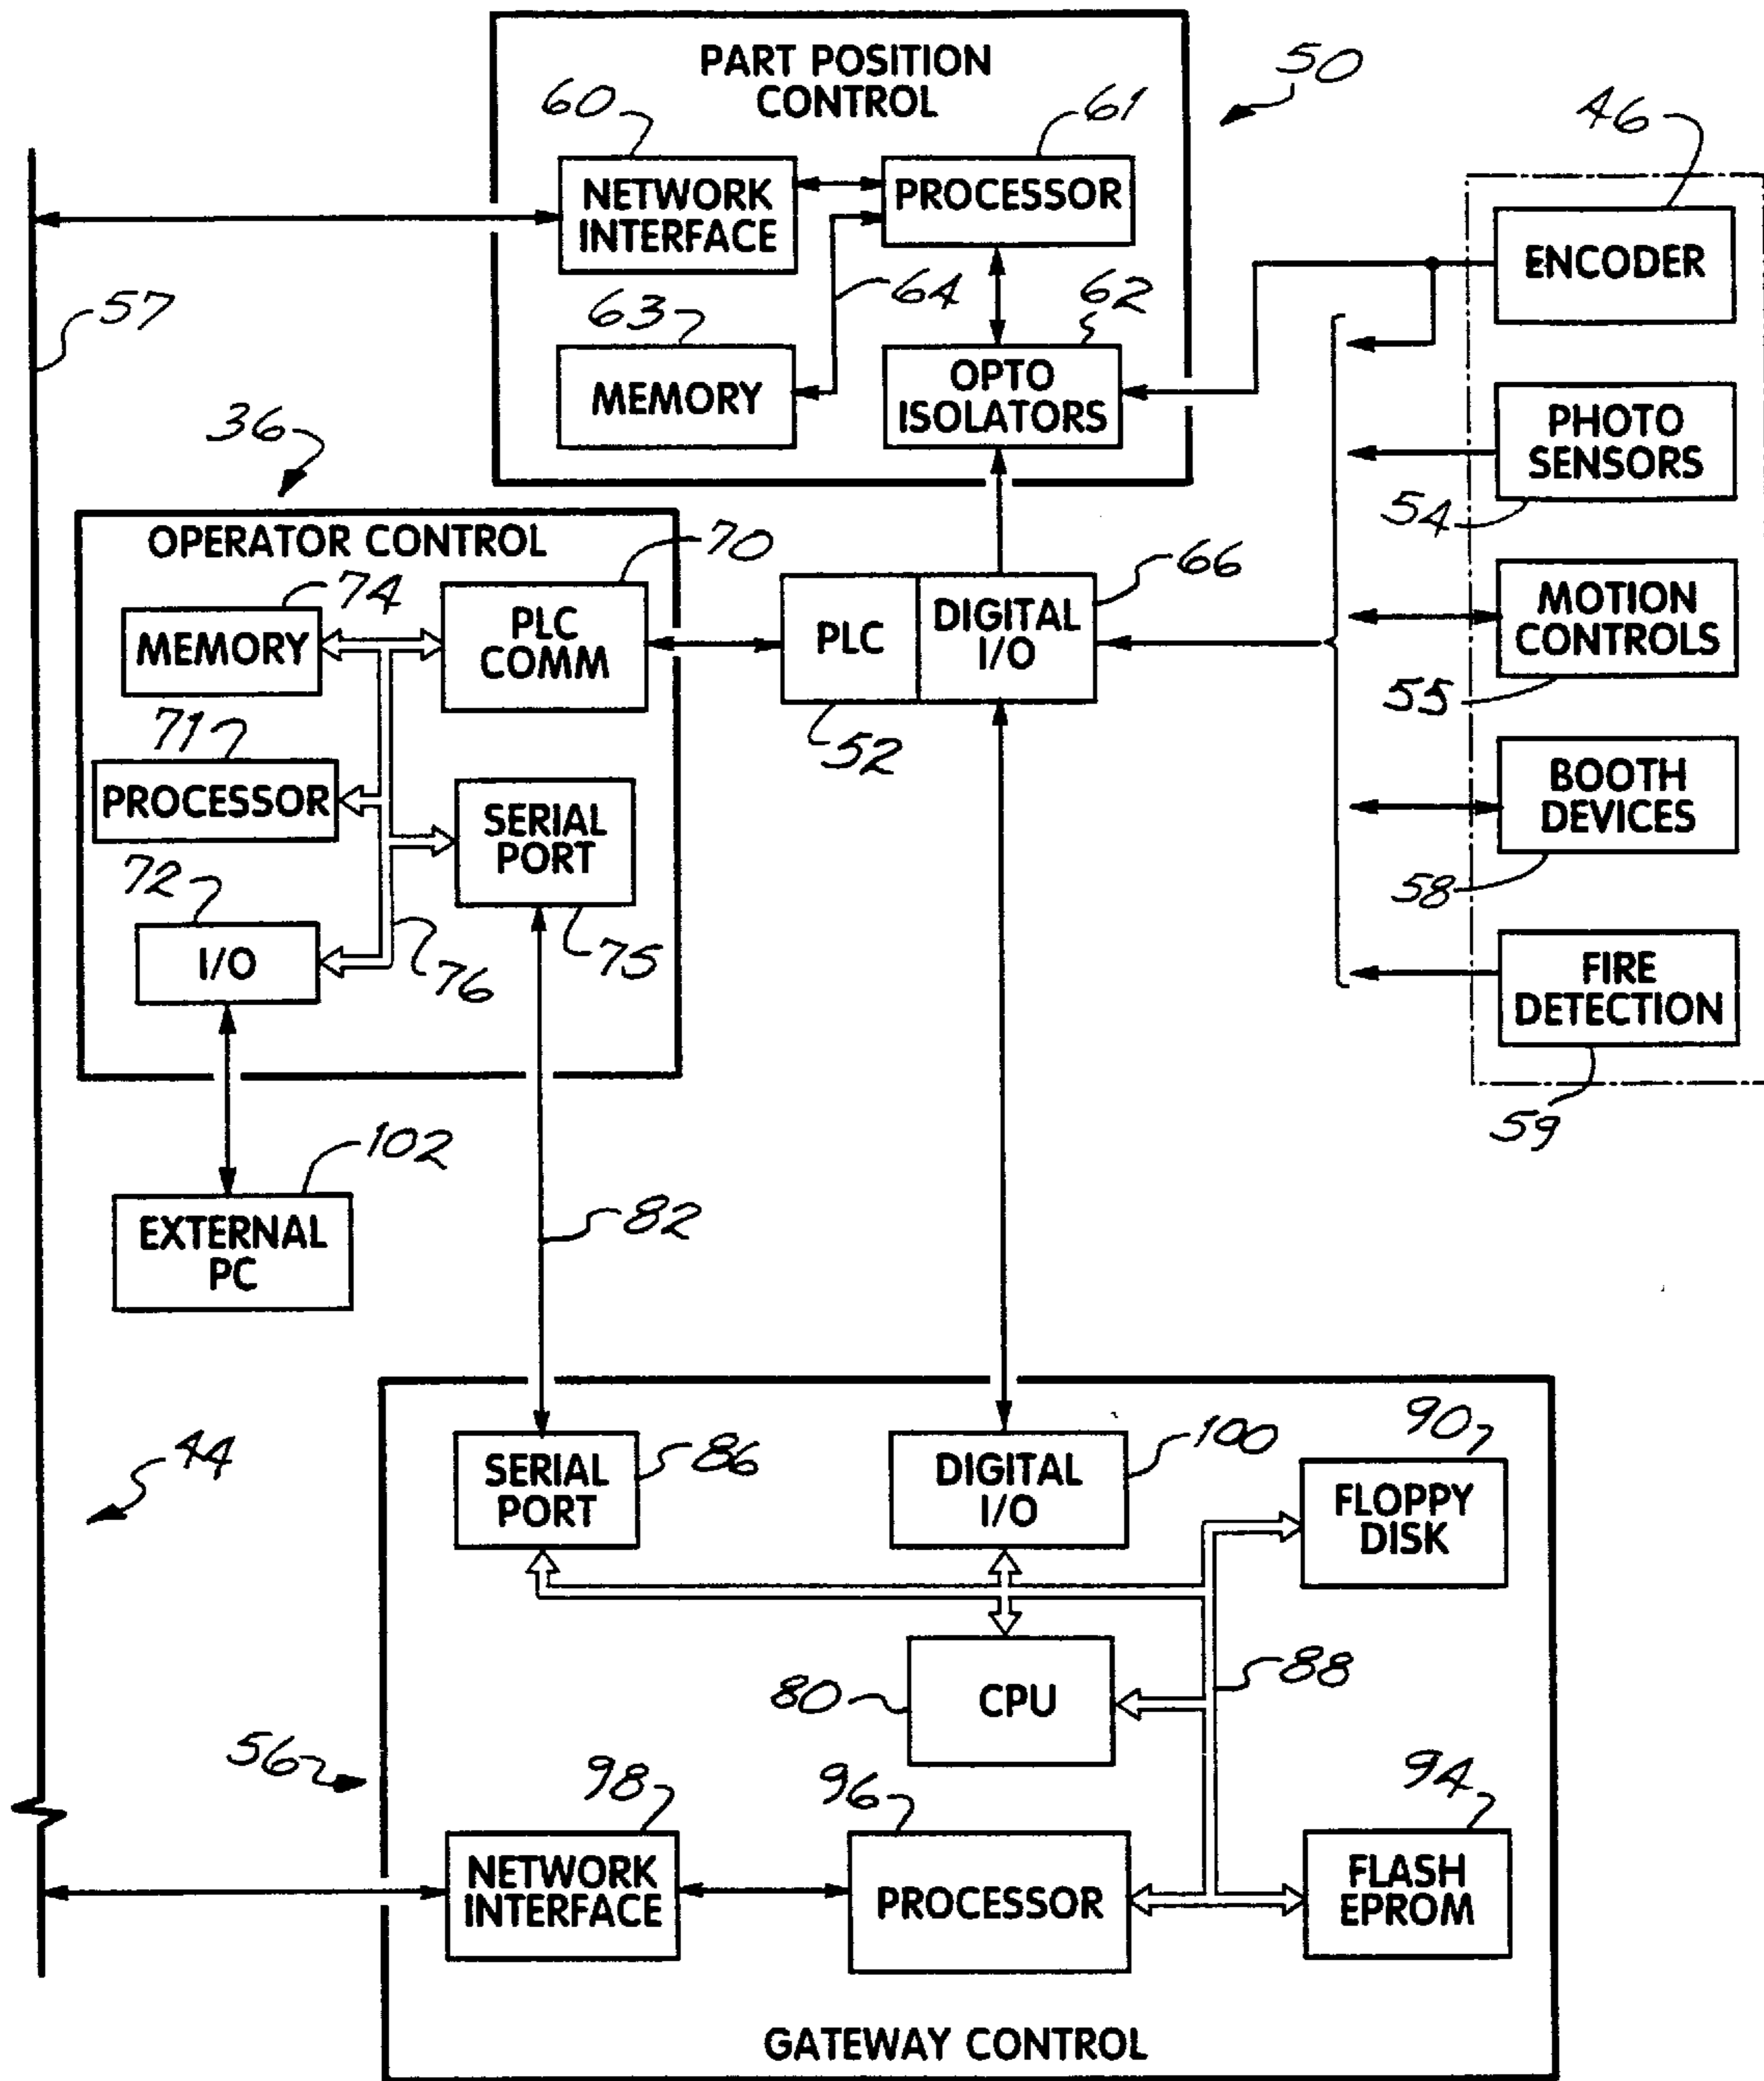 PART POSITION
CONTROL
50
60
61
46
NETWORK
INTERFACE
PROCESSOR
ENCODER
57
63
64
62
MEMORY
OPTO
ISOLATORS
PHOTO
SENSORS
54
36
OPERATOR CONTROL
70
66
74
MEMORY
PLC
COMM
PLC
DIGITAL
I/O
MOTION
CONTROLS
55
71
52
PROCESSOR
SERIAL
PORT
BOOTH
DEVICES
58
72
I/O
76
75
FIRE
DETECTION
59
102
EXTERNAL
PC
82
44
SERIAL
PORT
86
DIGITAL
I/O
100
90
FLOPPY
DISK
80
CPU
88
56
98
96
94
NETWORK
INTERFACE
PROCESSOR
FLASH
EPROM
GATEWAY CONTROL